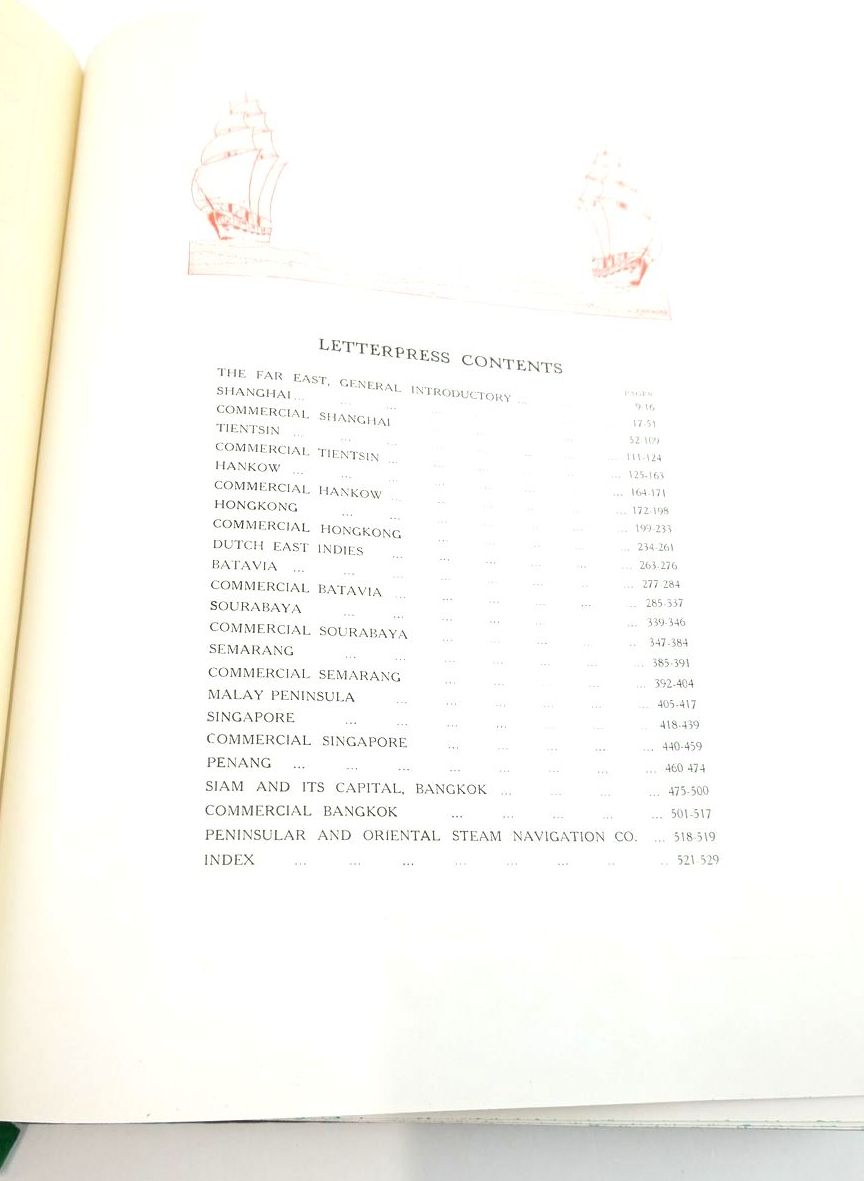 LETTERPRESS CONTENTS
PAGES
THE FAR EAST, GENERAL INTRODUCTORY ... 9-16
SHANGHAI ... 17-51
COMMERCIAL SHANGHAI ... 52-109
TIENTSIN ... 111-124
COMMERCIAL TIENTSIN ... 125-163
HANKOW ... 164-171
COMMERCIAL HANKOW ... 172-198
HONGKONG ... 199-233
COMMERCIAL HONGKONG ... 234-261
DUTCH EAST INDIES ... 263-276
BATAVIA ... 277-284
COMMERCIAL BATAVIA ... 285-337
SOURABAYA ... 339-346
COMMERCIAL SOURABAYA ... 347-384
SEMARANG ... 385-391
COMMERCIAL SEMARANG ... 392-404
MALAY PENINSULA ... 405-417
SINGAPORE ... 418-439
COMMERCIAL SINGAPORE ... 440-459
PENANG ... 460-474
SIAM AND ITS CAPITAL, BANGKOK ... 475-500
COMMERCIAL BANGKOK ... 501-517
PENINSULAR AND ORIENTAL STEAM NAVIGATION CO. ... 518-519
INDEX ... 521-529